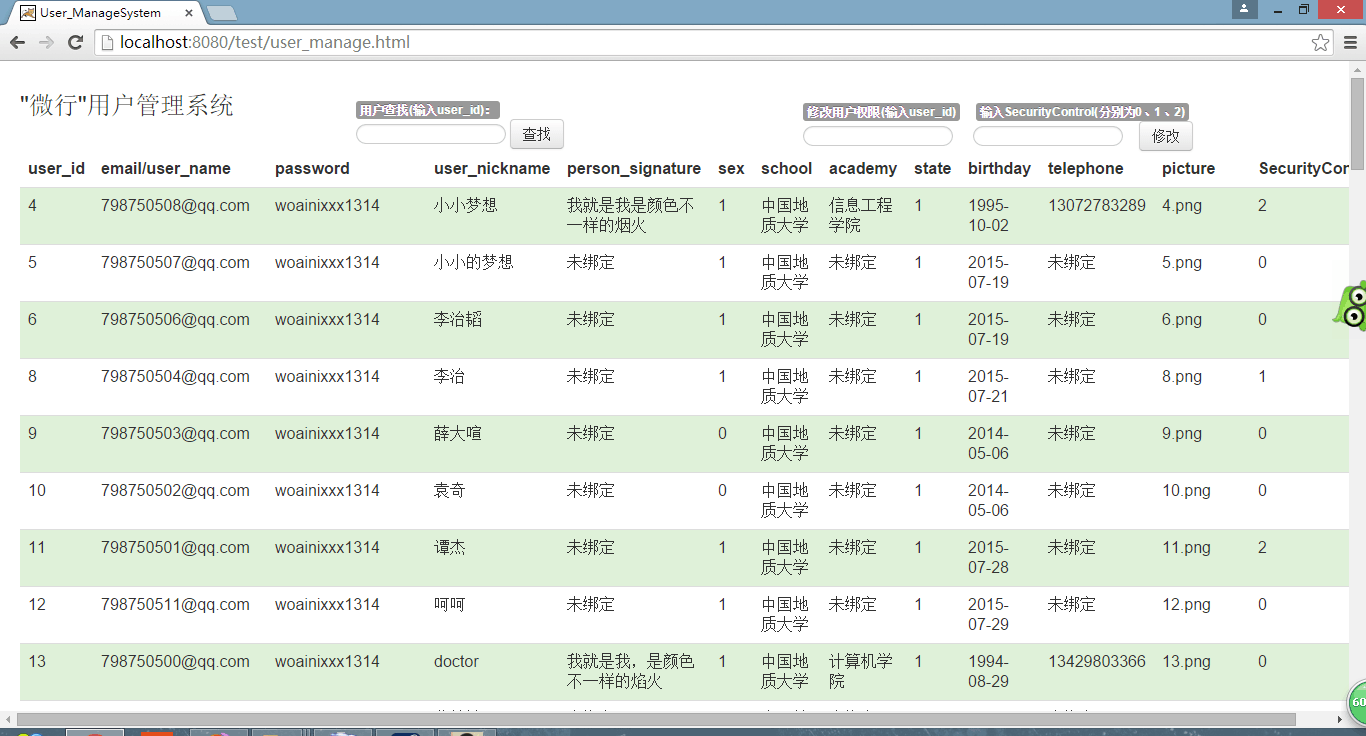 User_ManageSystem
localhost:8080/test/user_manage.html
"微行"用户管理系统
用户查找(输入user_id):
修改用户权限(输入user_id)
输入SecurityControl(分别为0、1、2)
查找
修改
user_id email/user_name password user_nickname person_signature sex school academy state birthday telephone picture SecurityCor
4 798750508@qq.com woainixxx1314 小小梦想 我就是我是颜色不 1 中国地 信息工程 1 1995- 13072783289 4.png 2
一样的烟火 质大学 学院 10-02
5 798750507@qq.com woainixxx1314 小小的梦想 未绑定 1 中国地 未绑定 1 2015- 未绑定 5.png 0
质大学 07-19
6 798750506@qq.com woainixxx1314 李治韬 未绑定 1 中国地 未绑定 1 2015- 未绑定 6.png 0
质大学 07-19
8 798750504@qq.com woainixxx1314 李治 未绑定 1 中国地 未绑定 1 2015- 未绑定 8.png 1
质大学 07-21
9 798750503@qq.com woainixxx1314 薛大喧 未绑定 0 中国地 未绑定 1 2014- 未绑定 9.png 0
质大学 05-06
10 798750502@qq.com woainixxx1314 袁奇 未绑定 0 中国地 未绑定 1 2014- 未绑定 10.png 0
质大学 05-06
11 798750501@qq.com woainixxx1314 谭杰 未绑定 1 中国地 未绑定 1 2015- 未绑定 11.png 2
质大学 07-28
12 798750511@qq.com woainixxx1314 呵呵 未绑定 1 中国地 未绑定 1 2015- 未绑定 12.png 0
质大学 07-29
13 798750500@qq.com woainixxx1314 doctor 我就是我，是颜色 1 中国地 计算机学 1 1994- 13429803366 13.png 0
不一样的焰火 质大学 院 08-29
60